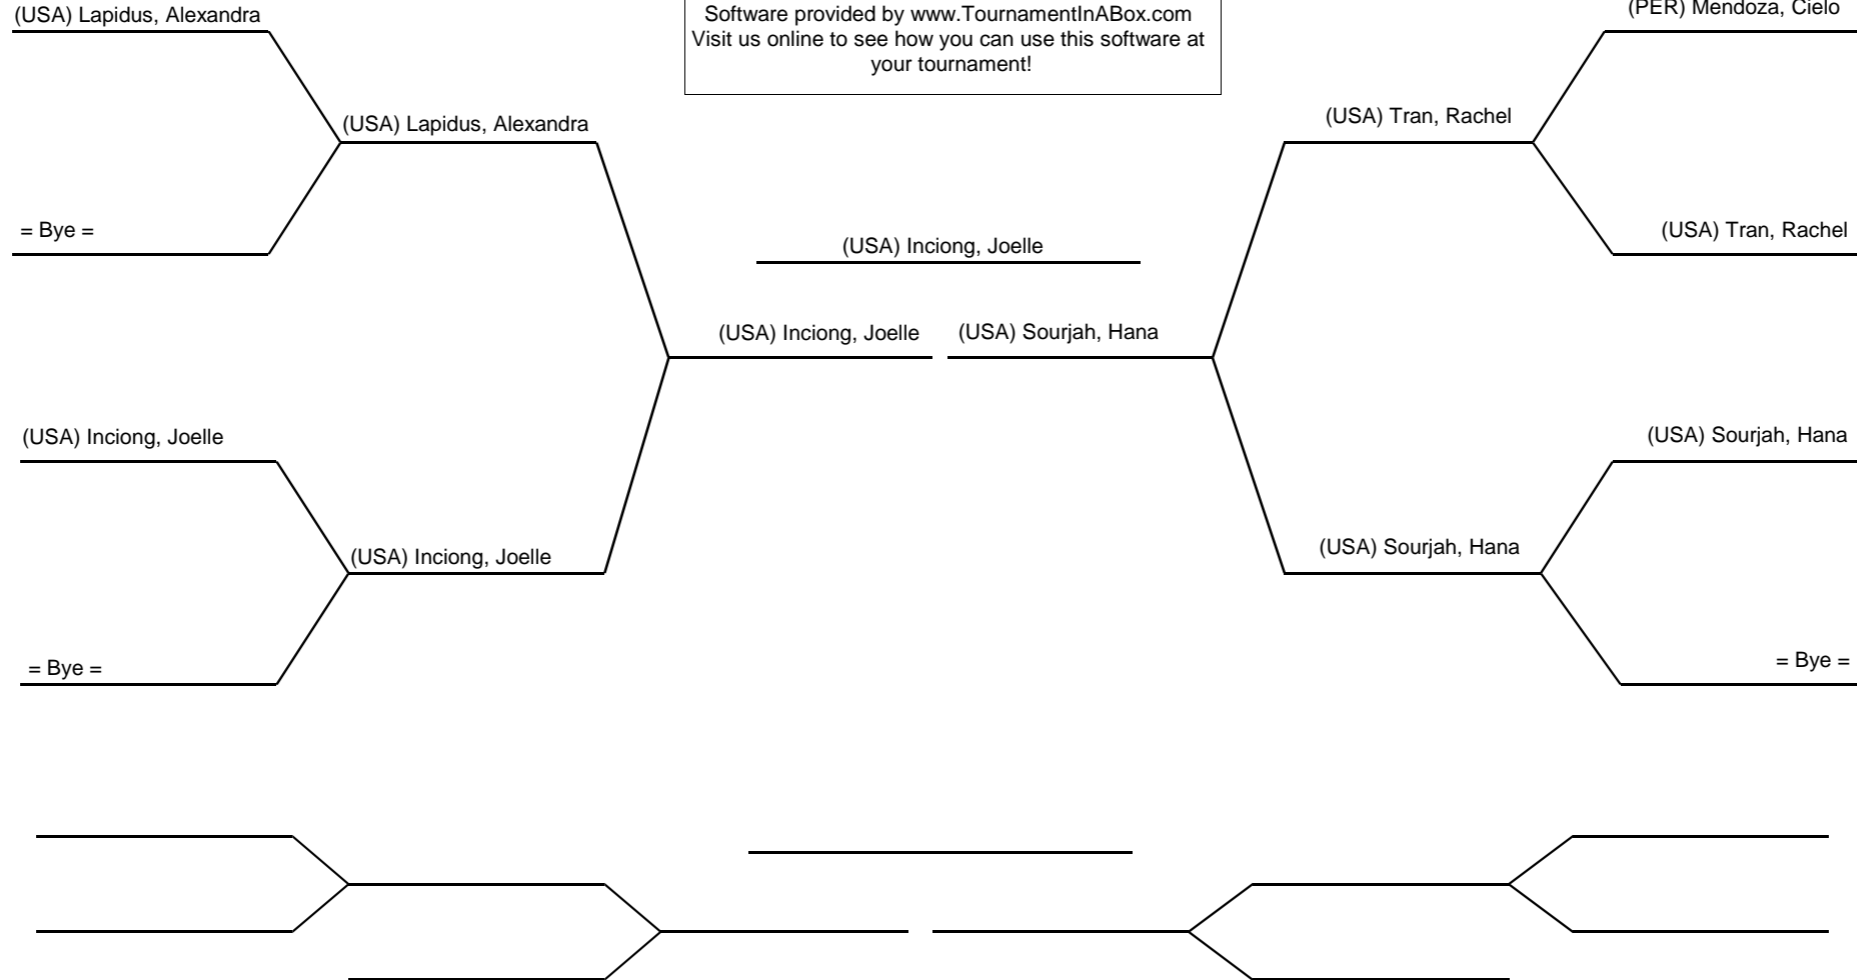 (USA) Lapidus, Alexandra
Software provided by www.TournamentInABox.com
Visit us online to see how you can use this software at
your tournament!
(PER) Mendoza, Cielo
(USA) Lapidus, Alexandra
(USA) Tran, Rachel
= Bye =
(USA) Inciong, Joelle
(USA) Tran, Rachel
(USA) Inciong, Joelle
(USA) Sourjah, Hana
(USA) Inciong, Joelle
(USA) Sourjah, Hana
(USA) Inciong, Joelle
(USA) Sourjah, Hana
= Bye =
= Bye =